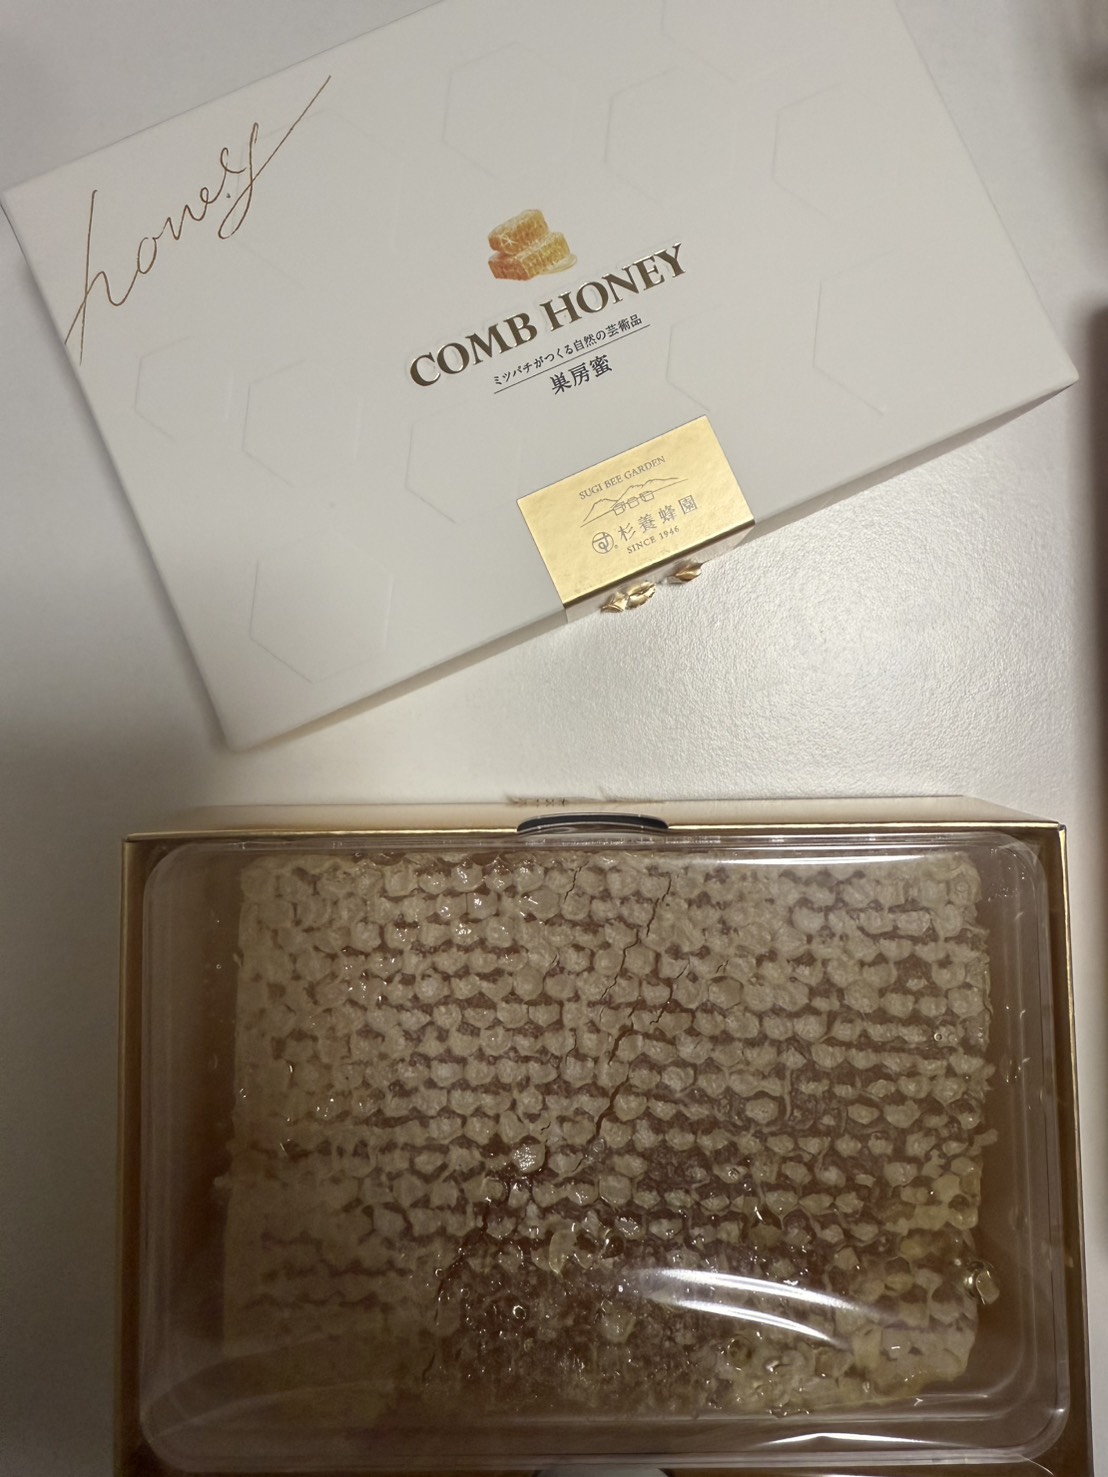 honey
COMB HONEY
ミツバチがつくる自然の芸術品
巣房蜜
SUGI BEE GARDEN
杉養蜂園
SINCE 1946